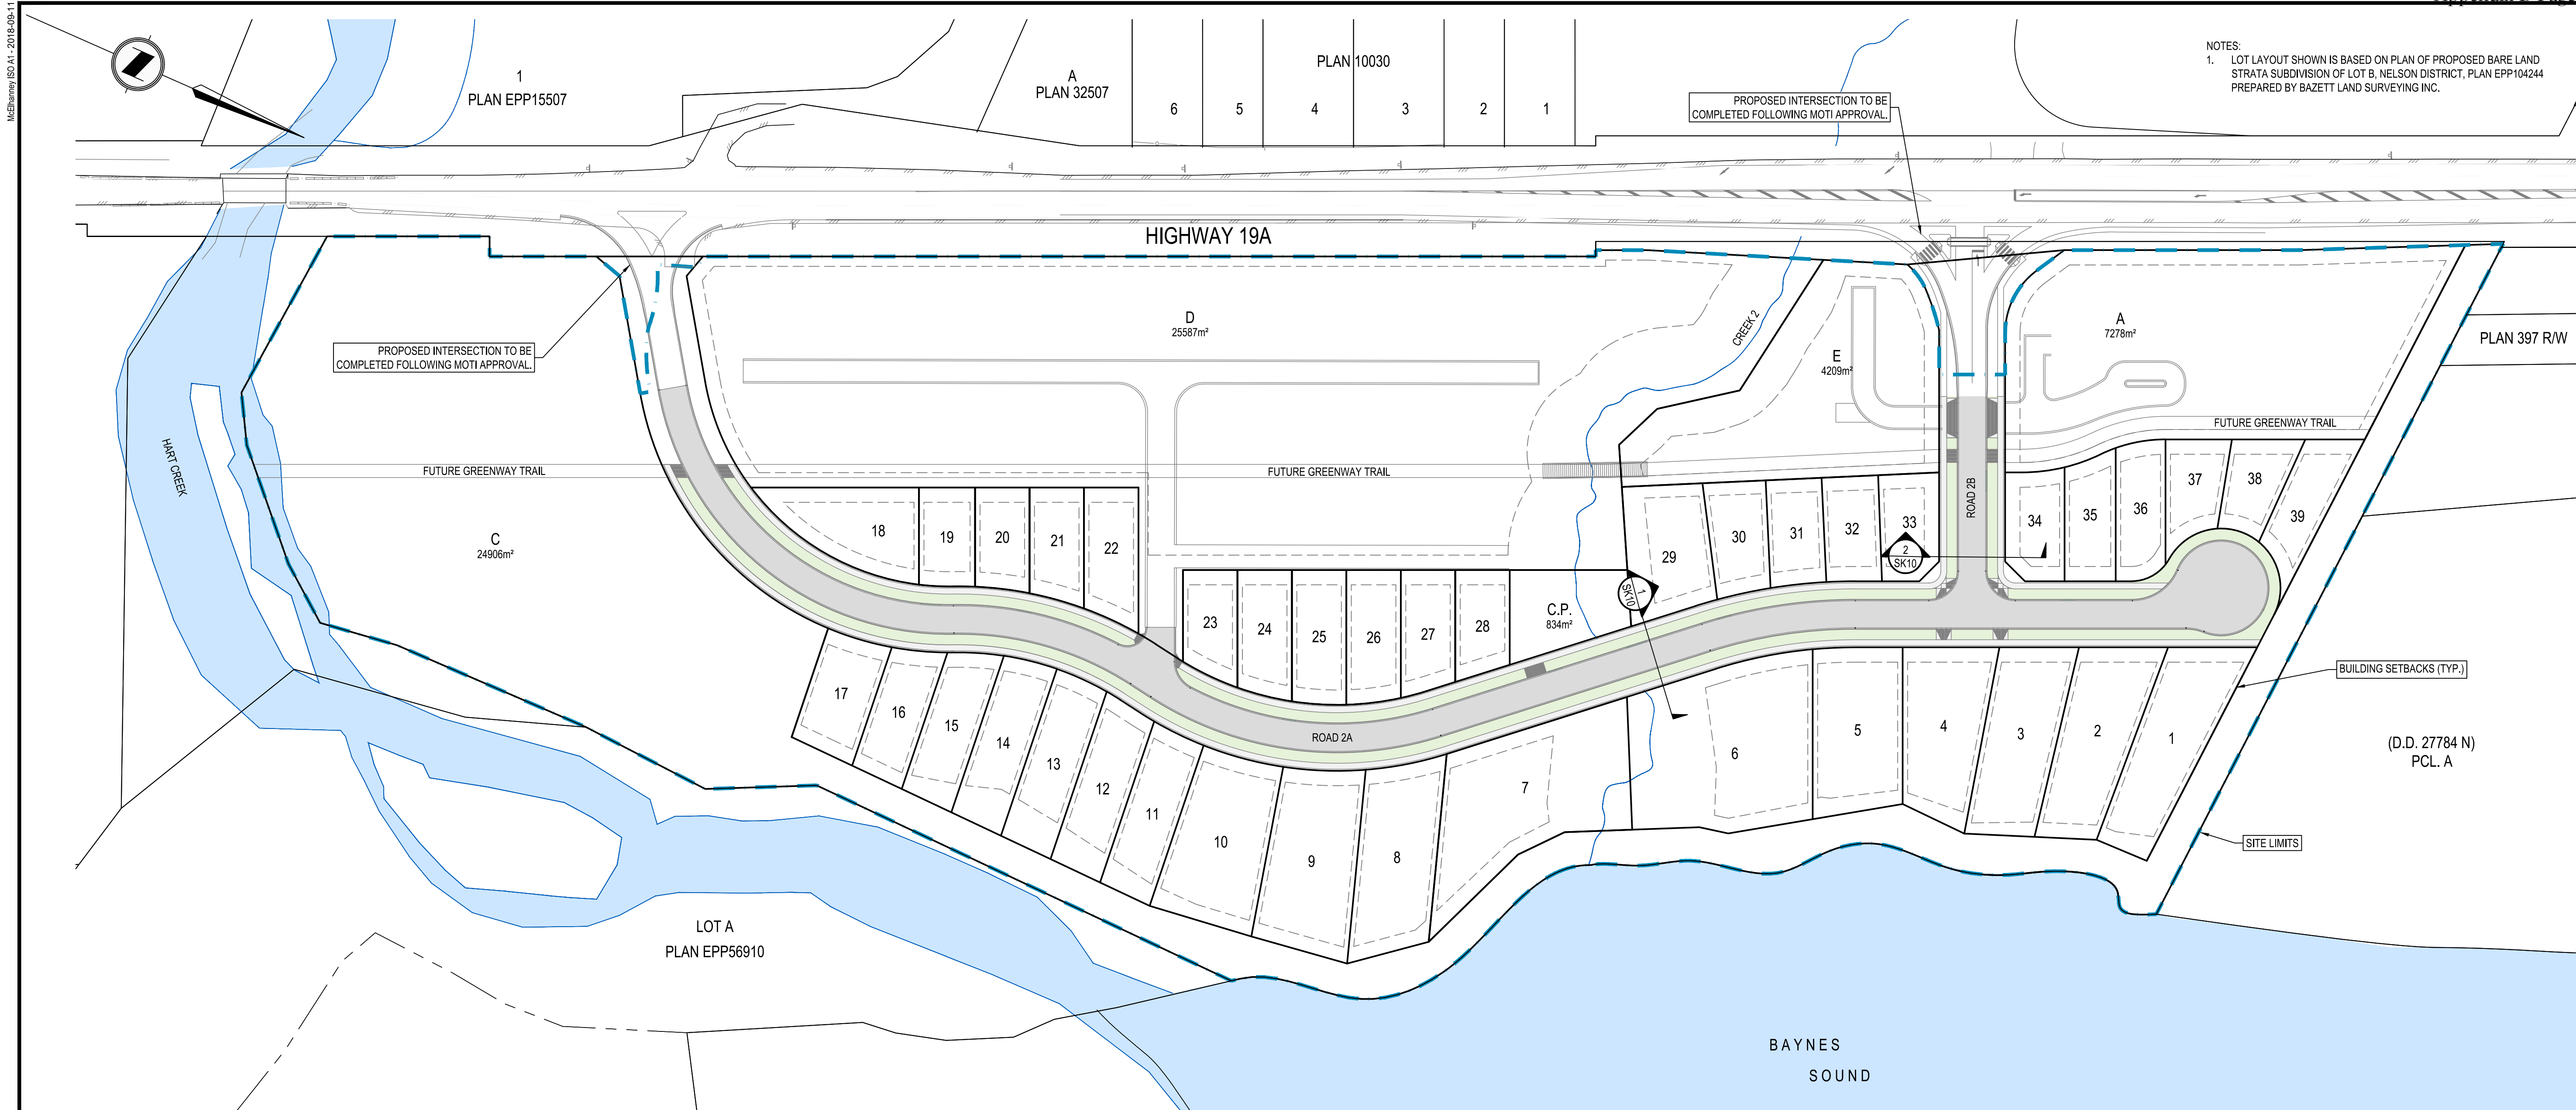 McElhanney ISO A1 - 2018-09-11
NOTES:
1. LOT LAYOUT SHOWN IS BASED ON PLAN OF PROPOSED BARE LAND
STRATA SUBDIVISION OF LOT B, NELSON DISTRICT, PLAN EPP104244
PREPARED BY BAZETT LAND SURVEYING INC.
1
PLAN EPP15507
A
PLAN 32507
PLAN 10030
6 5 4 3 2 1
PROPOSED INTERSECTION TO BE
COMPLETED FOLLOWING MOTI APPROVAL.
HIGHWAY 19A
PROPOSED INTERSECTION TO BE
COMPLETED FOLLOWING MOTI APPROVAL.
D
25587m²
CREEK 2
E
4209m²
A
7278m²
PLAN 397 R/W
HART CREEK
FUTURE GREENWAY TRAIL
FUTURE GREENWAY TRAIL
FUTURE GREENWAY TRAIL
C
24906m²
18 19 20 21 22
23 24 25 26 27 28
C.P.
834m²
1
SK10
29 30 31 32 33
2
SK10
ROAD 2B
34 35 36 37 38 39
ROAD 2A
17 16 15 14 13 12 11 10 9 8 7 6 5 4 3 2 1
BUILDING SETBACKS (TYP.)
(D.D. 27784 N)
PCL. A
SITE LIMITS
LOT A
PLAN EPP56910
BAYNES
SOUND